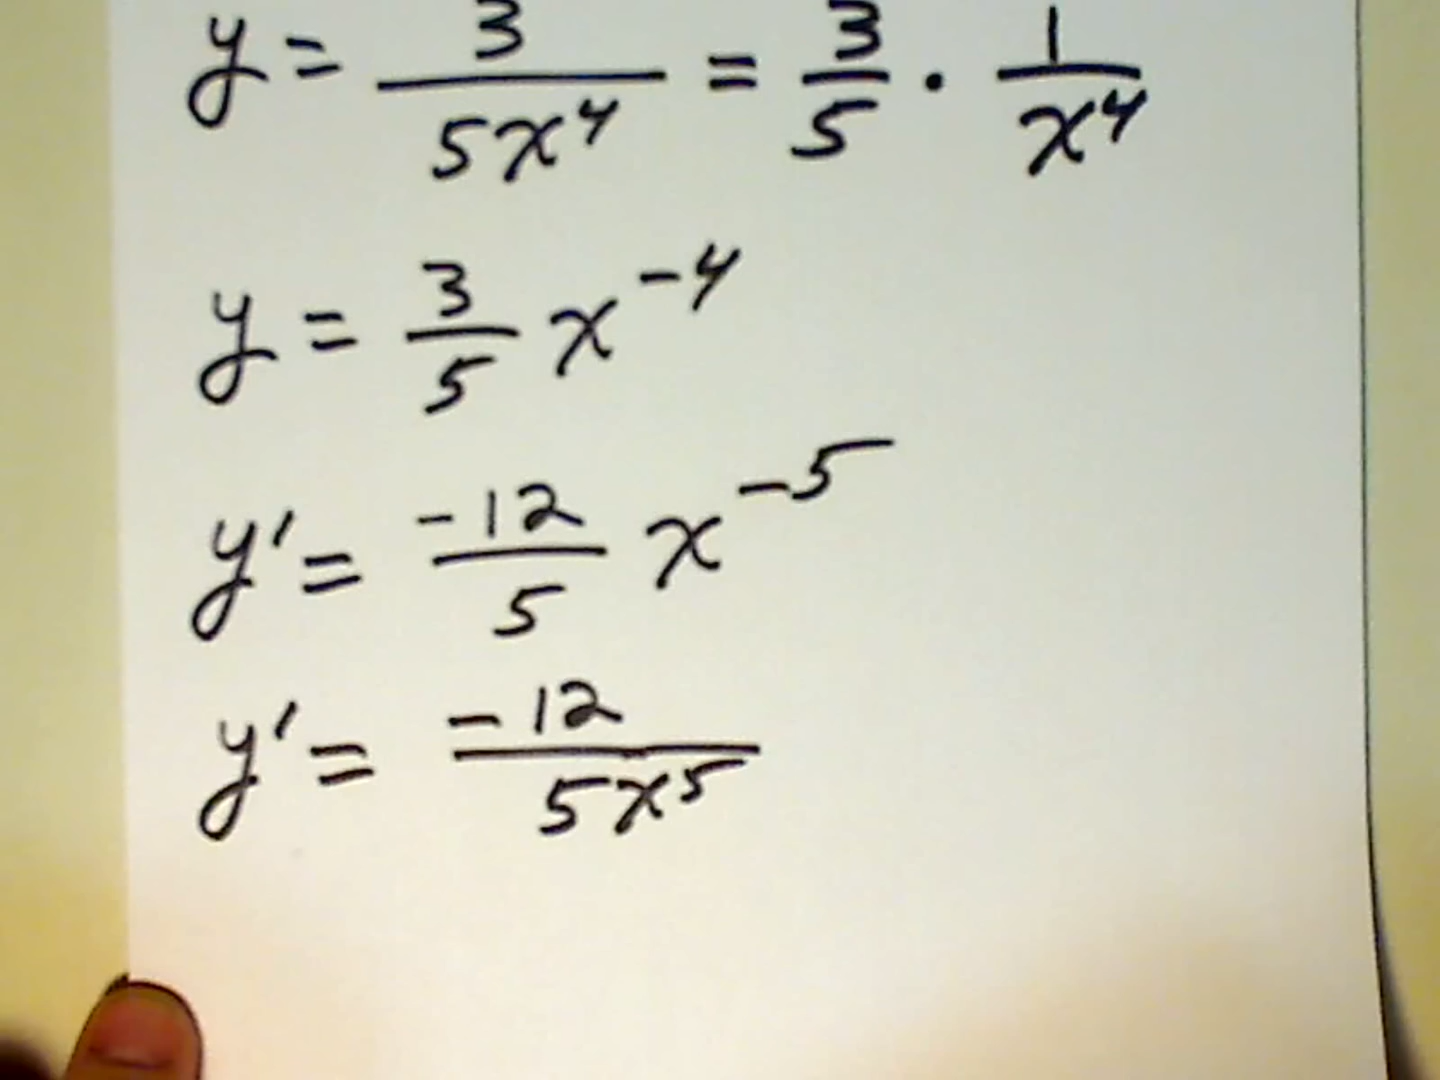 y = 3/(5x⁴) = 3/5 · 1/x⁴
y = 3/5 x⁻⁴
y' = -12/5 x⁻⁵
y' = -12/(5x⁵)